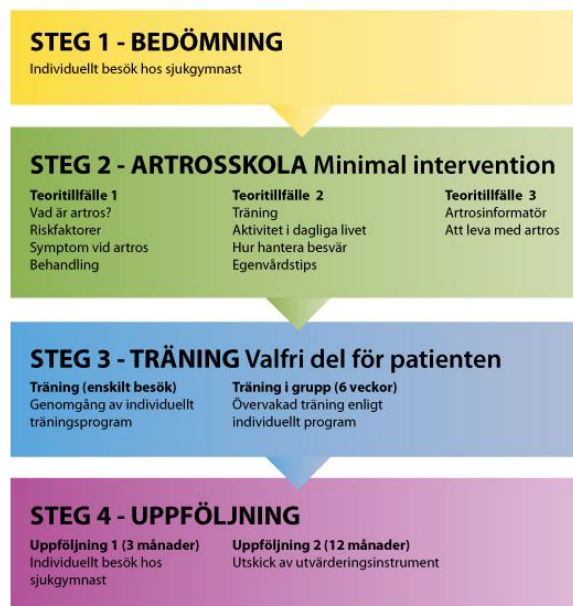 STEG 1 - BEDÖMNING
Individuellt besök hos sjukgymnast
STEG 2 - ARTROSSKOLA Minimal intervention
Teoritillfälle 1
Vad är artros?
Riskfaktorer
Symptom vid artros
Behandling
Teoritillfälle 2
Träning
Aktivitet i dagliga livet
Hur hantera besvär
Egenvårdstips
Teoritillfälle 3
Artrosinformatör
Att leva med artros
STEG 3 - TRÄNING Valfri del för patienten
Träning (enskilt besök)
Genomgång av individuellt
träningsprogram
Träning i grupp (6 veckor)
Övervakad träning enligt
individuellt program
STEG 4 - UPPFÖLJNING
Uppföljning 1 (3 månader)
Individuellt besök hos
sjukgymnast
Uppföljning 2 (12 månader)
Utskick av utvärderingsinstrument